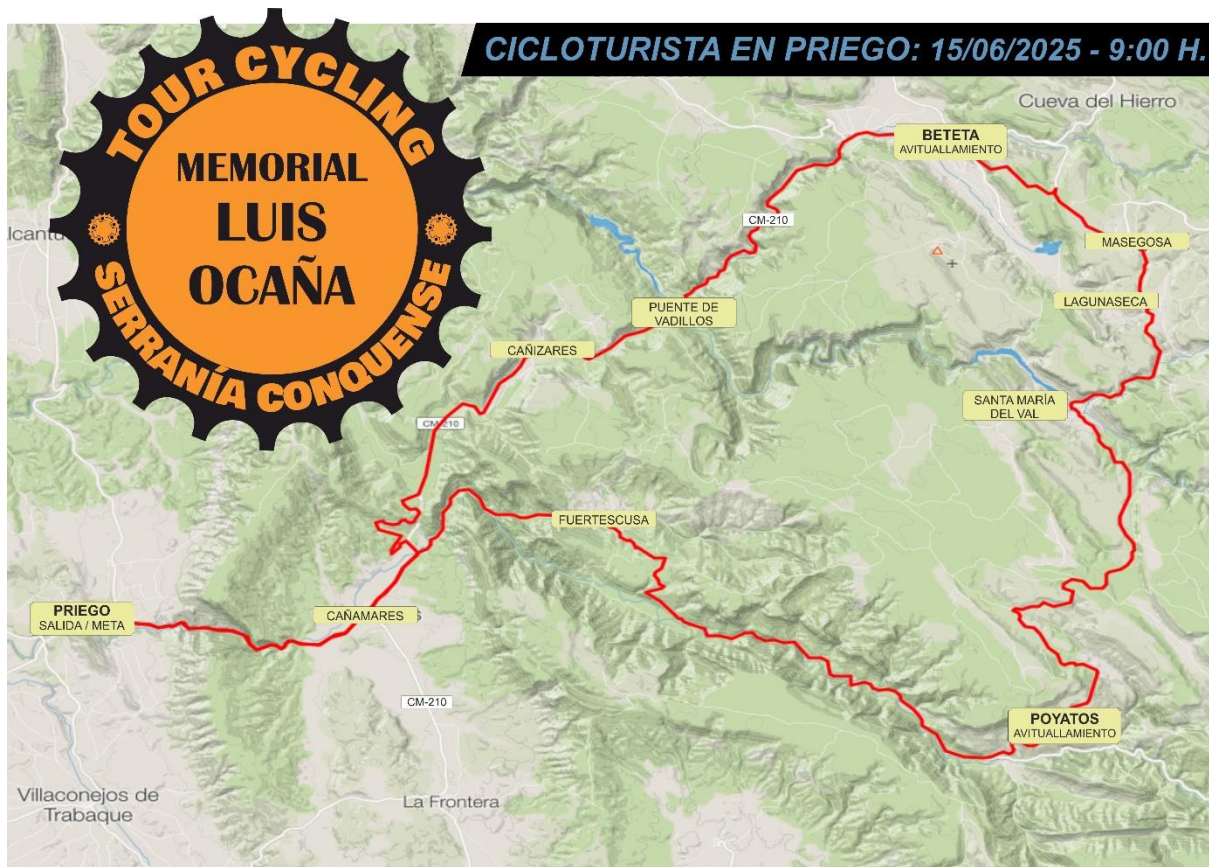 CICLOTURISTA EN PRIEGO: 15/06/2025 - 9:00 H.
TOUR CYCLING
MEMORIAL
LUIS
OCAÑA
SERRANÍA CONQUENSE
Cueva del Hierro
BETETA
AVITUALLAMIENTO
CM-210
MASEGOSA
LAGUNASECA
PUENTE DE
VADILLOS
CAÑIZARES
SANTA MARÍA
DEL VAL
CM-210
FUERTESCUSA
PRIEGO
SALIDA / META
CAÑAMARES
CM-210
POYATOS
AVITUALLAMIENTO
Villaconejos de
Trabaque
La Frontera